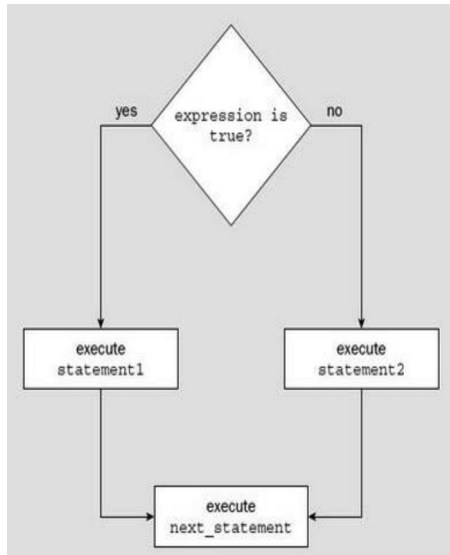 expression is
true?
yes
no
execute
statement1
execute
statement2
execute
next_statement